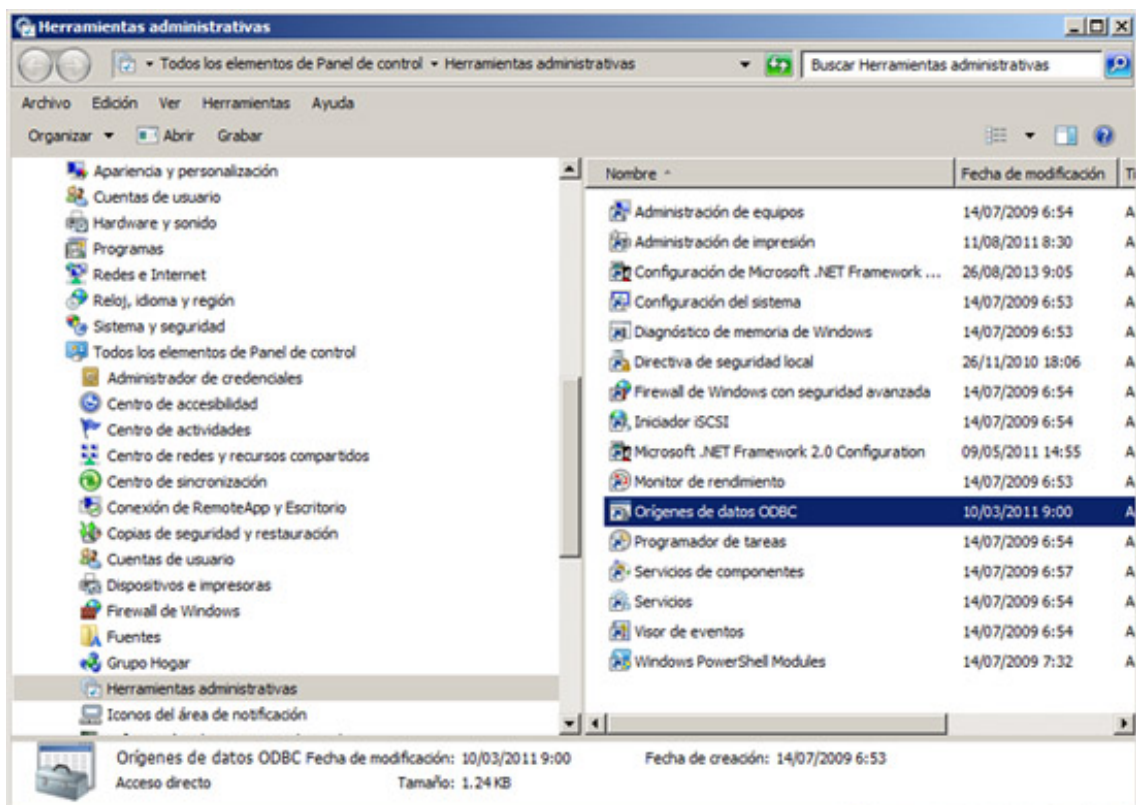 Herramientas administrativas
Todos los elementos de Panel de control Herramientas administrativas
Buscar Herramientas administrativas
Archivo Edición Ver Herramientas Ayuda
Organizar Abrir Grabar
Apariencia y personalización
Cuentas de usuario
Hardware y sonido
Programas
Redes e Internet
Reloj, idioma y región
Sistema y seguridad
Todos los elementos de Panel de control
Administrador de credenciales
Centro de accesibilidad
Centro de actividades
Centro de redes y recursos compartidos
Centro de sincronización
Conexión de RemoteApp y Escritorio
Copias de seguridad y restauración
Cuentas de usuario
Dispositivos e impresoras
Firewall de Windows
Fuentes
Grupo Hogar
Herramientas administrativas
Iconos del área de notificación
Nombre Fecha de modificación Ti
Administración de equipos 14/07/2009 6:54 A
Administración de impresión 11/08/2011 8:30 A
Configuración de Microsoft .NET Framework ... 26/08/2013 9:05 A
Configuración del sistema 14/07/2009 6:53 A
Diagnóstico de memoria de Windows 14/07/2009 6:53 A
Directiva de seguridad local 26/11/2010 18:06 A
Firewall de Windows con seguridad avanzada 14/07/2009 6:54 A
Iniciador iSCSI 14/07/2009 6:54 A
Microsoft .NET Framework 2.0 Configuration 09/05/2011 14:55 A
Monitor de rendimiento 14/07/2009 6:53 A
Orígenes de datos ODBC 10/03/2011 9:00 A
Programador de tareas 14/07/2009 6:54 A
Servicios de componentes 14/07/2009 6:57 A
Servicios 14/07/2009 6:54 A
Visor de eventos 14/07/2009 6:54 A
Windows PowerShell Modules 14/07/2009 7:32 A
Orígenes de datos ODBC Fecha de modificación: 10/03/2011 9:00 Fecha de creación: 14/07/2009 6:53
Acceso directo Tamaño: 1.24 KB